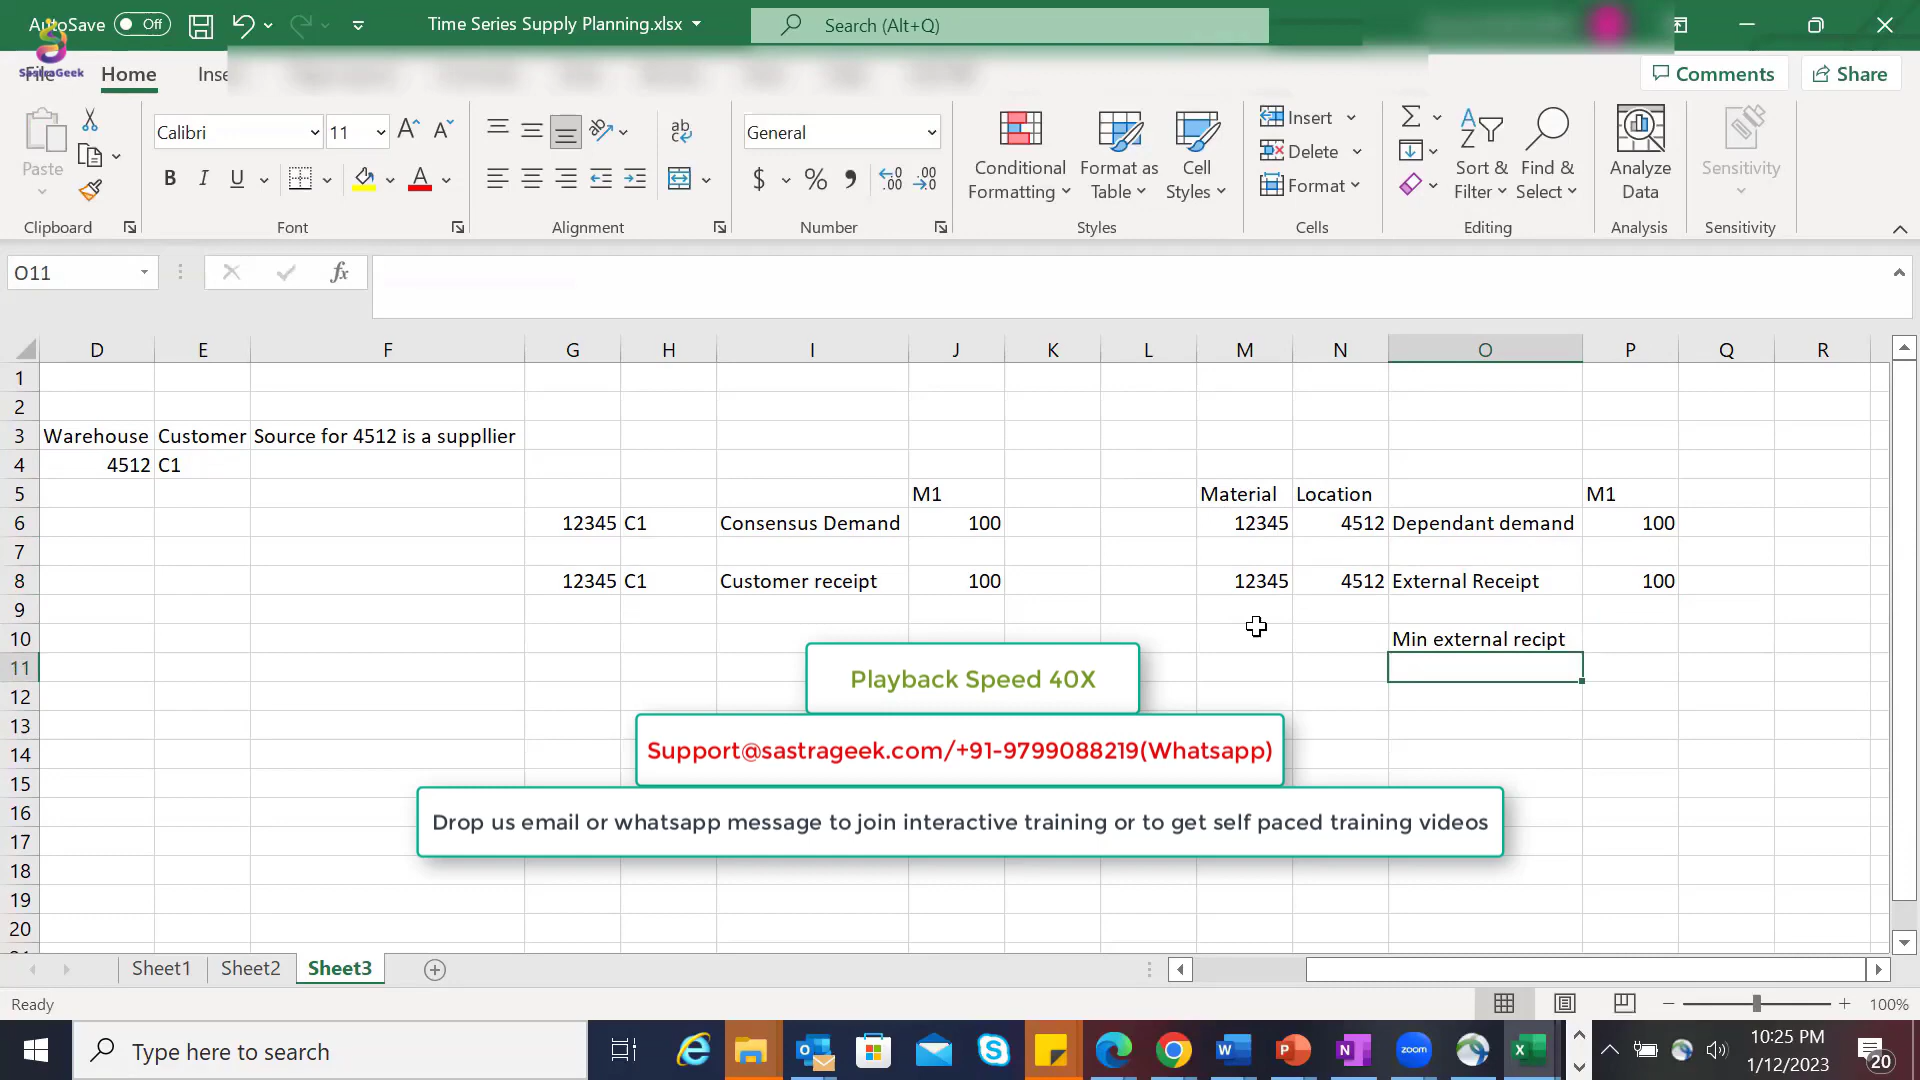 AutoSave Off Time Series Supply Planning.xlsx Search (Alt+Q)
SastraGeek
File Home Inse Comments Share
Calibri 11 General
Paste Conditional Formatting Format as Table Cell Styles
Insert Delete Format
Sort & Filter Find & Select Analyze Data Sensitivity
Clipboard Font Alignment Number Styles Cells Editing Analysis Sensitivity
O11 fx
D E F G H I J K L M N O P Q R
1
2
3 Warehouse Customer Source for 4512 is a suppllier
4 4512 C1
5 M1 Material Location M1
6 12345 C1 Consensus Demand 100 12345 4512 Dependant demand 100
7
8 12345 C1 Customer receipt 100 12345 4512 External Receipt 100
9
10 Min external recipt
11
12
13
14
15
16
17
18
19
20
Playback Speed 40X
Support@sastrageek.com/+91-9799088219(Whatsapp)
Drop us email or whatsapp message to join interactive training or to get self paced training videos
Sheet1 Sheet2 Sheet3
Ready 100%
Type here to search zoom 10:25 PM
1/12/2023 20